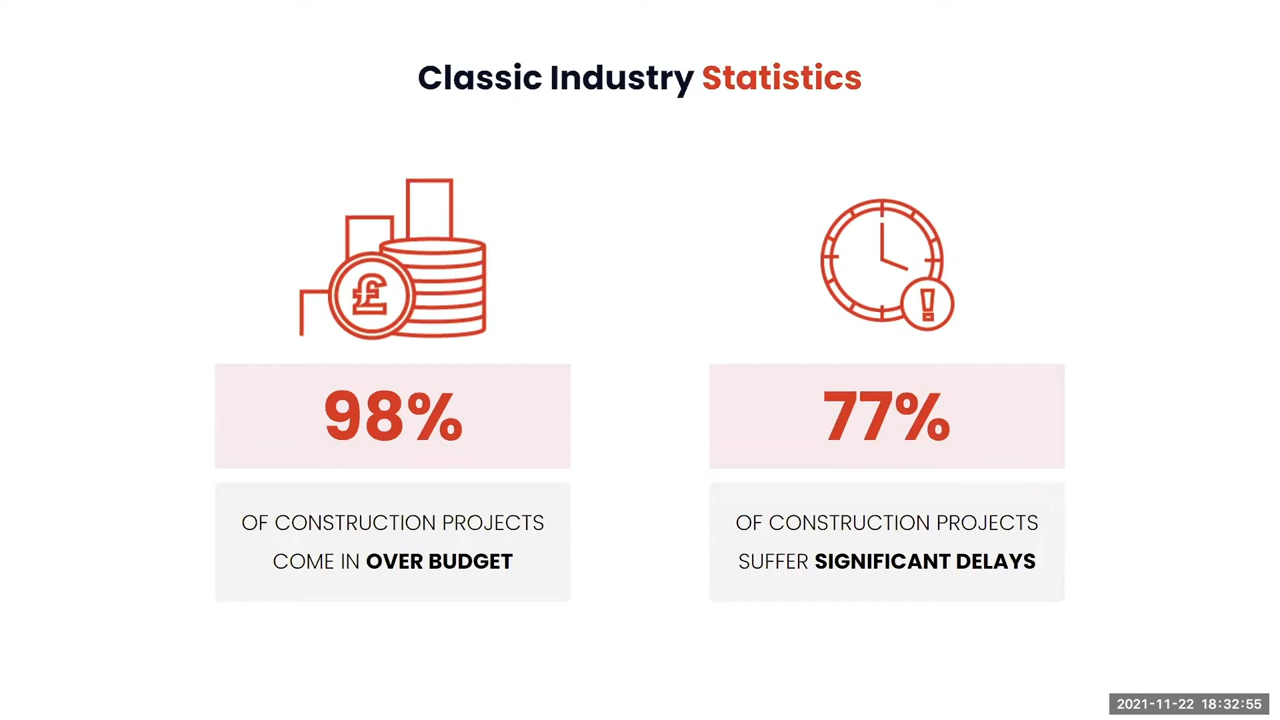 Classic Industry Statistics
£
!
98%
OF CONSTRUCTION PROJECTS
COME IN OVER BUDGET
77%
OF CONSTRUCTION PROJECTS
SUFFER SIGNIFICANT DELAYS
2021-11-22 18:32:55